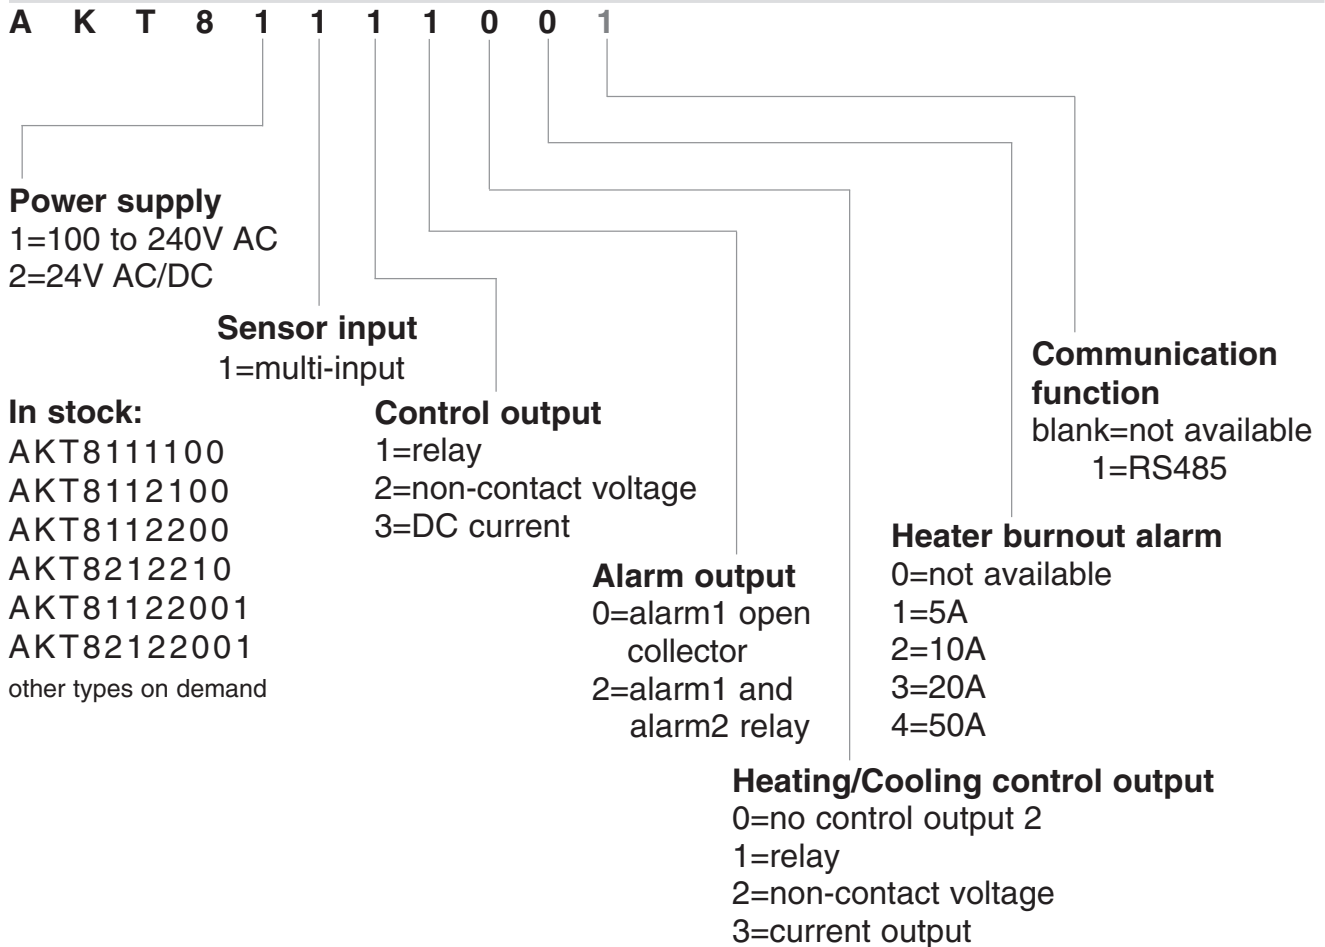 A K T 8 1 1 1 1 0 0 1
Power supply
1=100 to 240V AC
2=24V AC/DC
Sensor input
1=multi-input
In stock:
AKT8111100
AKT8112100
AKT8112200
AKT8212210
AKT81122001
AKT82122001
other types on demand
Control output
1=relay
2=non-contact voltage
3=DC current
Alarm output
0=alarm1 open
collector
2=alarm1 and
alarm2 relay
Heating/Cooling control output
0=no control output 2
1=relay
2=non-contact voltage
3=current output
Heater burnout alarm
0=not available
1=5A
2=10A
3=20A
4=50A
Communication
function
blank=not available
1=RS485